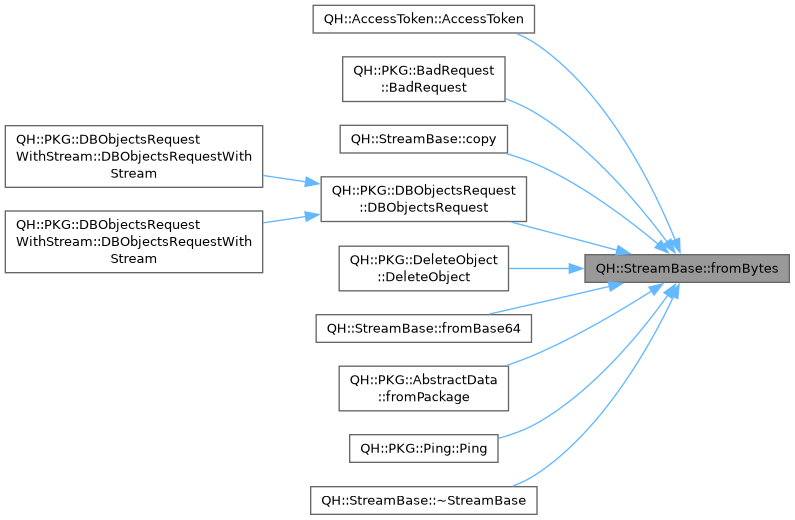 QH::AccessToken::AccessToken
QH::PKG::BadRequest
::BadRequest
QH::StreamBase::copy
QH::PKG::DBObjectsRequest
WithStream::DBObjectsRequestWith
Stream
QH::PKG::DBObjectsRequest
::DBObjectsRequest
QH::PKG::DBObjectsRequest
WithStream::DBObjectsRequestWith
Stream
QH::PKG::DeleteObject
::DeleteObject
QH::StreamBase::fromBytes
QH::StreamBase::fromBase64
QH::PKG::AbstractData
::fromPackage
QH::PKG::Ping::Ping
QH::StreamBase::~StreamBase